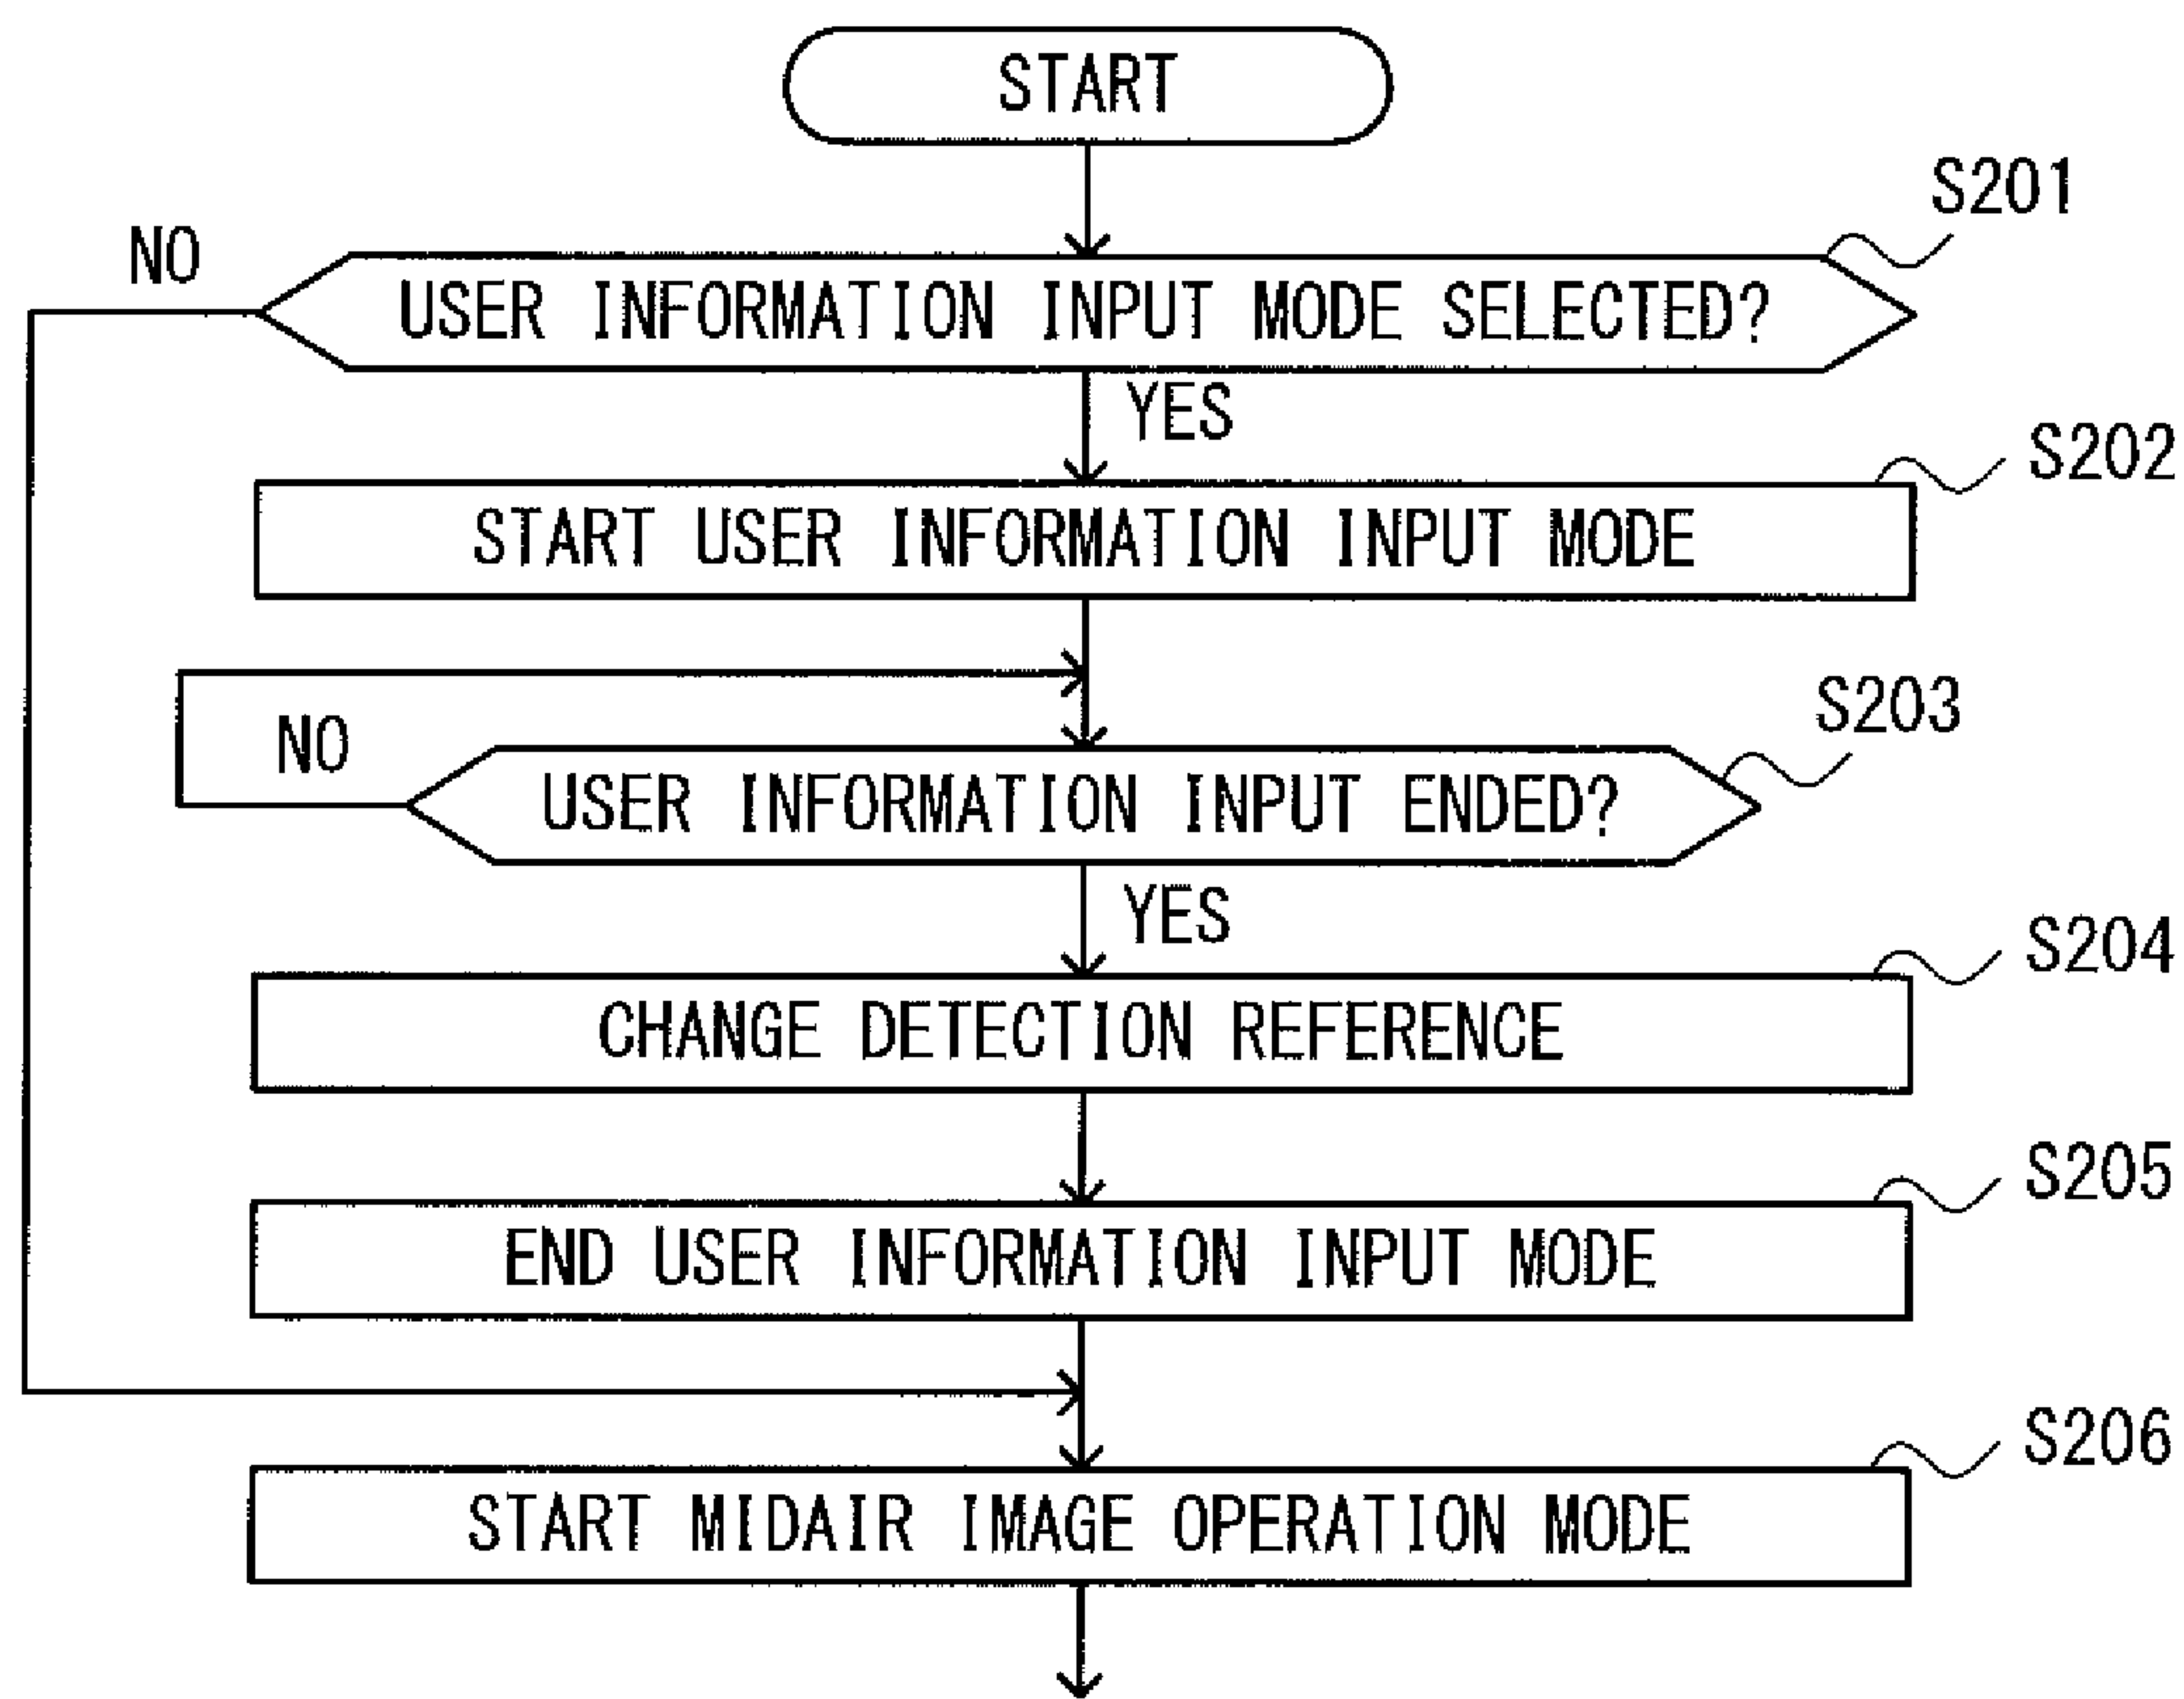 START
S201
NO
USER INFORMATION INPUT MODE SELECTED?
YES
S202
START USER INFORMATION INPUT MODE
S203
NO
USER INFORMATION INPUT ENDED?
YES
S204
CHANGE DETECTION REFERENCE
S205
END USER INFORMATION INPUT MODE
S206
START MIDAIR IMAGE OPERATION MODE